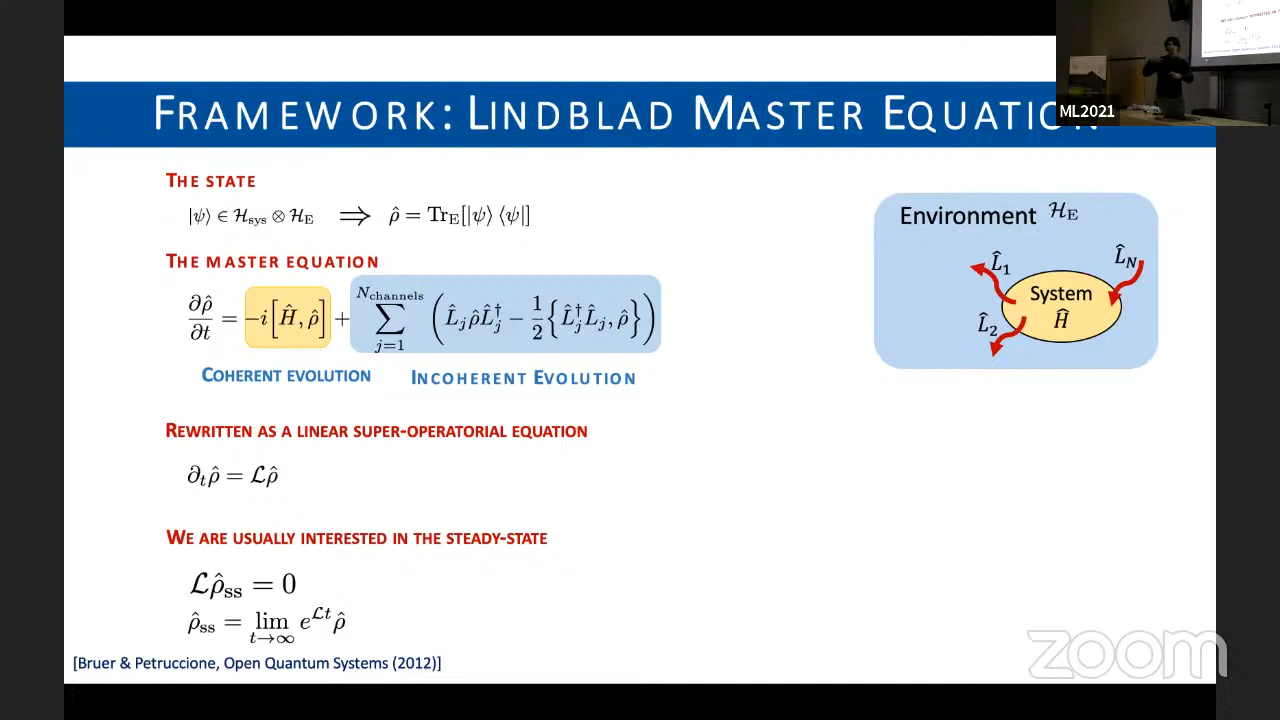 FRAMEWORK: LINDBLAD MASTER EQUATION
ML2021
THE STATE
|ψ⟩ ∈ ℋ_sys ⊗ ℋ_E ⟹ ρ̂ = Tr_E[|ψ⟩ ⟨ψ|]
THE MASTER EQUATION
∂ρ̂/∂t = −i[Ĥ, ρ̂] + ∑_{j=1}^{N_channels} (L̂_j ρ̂ L̂_j^† − 1/2 {L̂_j^† L̂_j, ρ̂})
COHERENT EVOLUTION
INCOHERENT EVOLUTION
REWRITTEN AS A LINEAR SUPER-OPERATORIAL EQUATION
∂_t ρ̂ = ℒρ̂
WE ARE USUALLY INTERESTED IN THE STEADY-STATE
ℒρ̂_ss = 0
ρ̂_ss = lim_{t→∞} e^{ℒt} ρ̂
[Bruer & Petruccione, Open Quantum Systems (2012)]
Environment ℋ_E
L̂_1
L̂_N
System
Ĥ
L̂_2
zoom